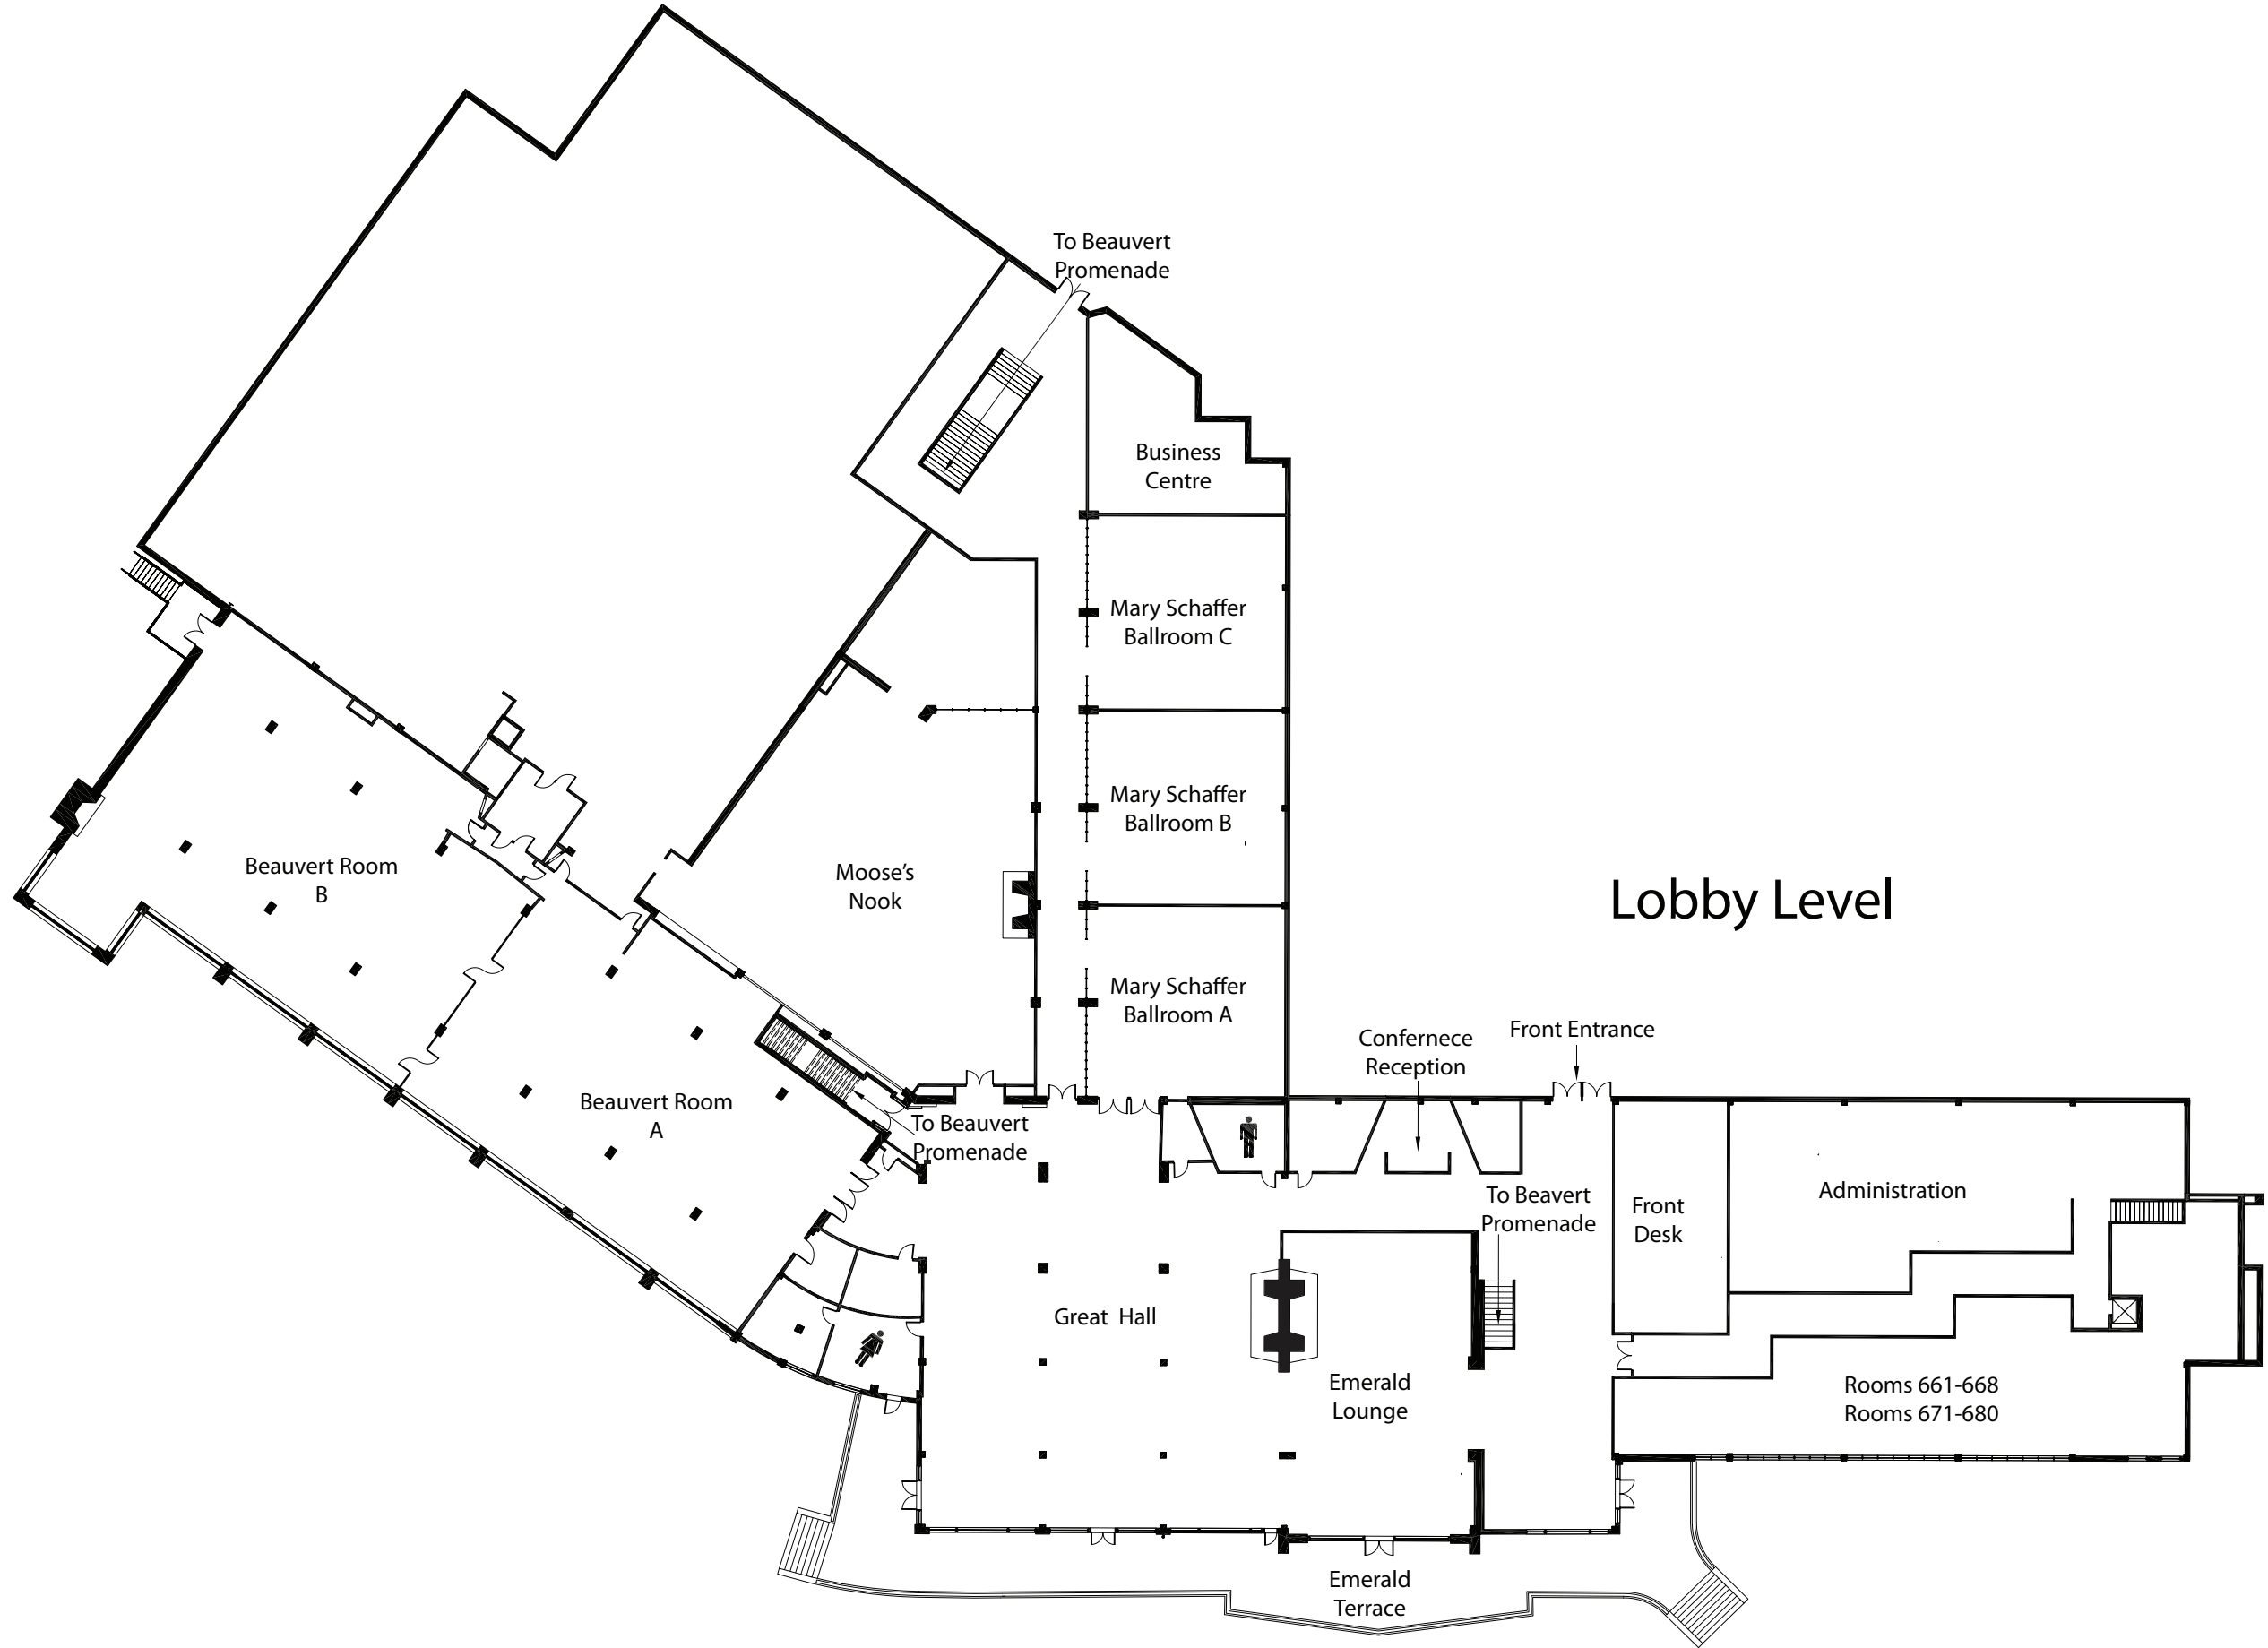 To Beauvert
Promenade
Business
Centre
Mary Schaffer
Ballroom C
Mary Schaffer
Ballroom B
Beauvert Room
B
Moose's
Nook
Lobby Level
Mary Schaffer
Ballroom A
Confernece
Reception
Front Entrance
Beauvert Room
A
To Beauvert
Promenade
To Beavert
Promenade
Front
Desk
Administration
Great Hall
Emerald
Lounge
Rooms 661-668
Rooms 671-680
Emerald
Terrace